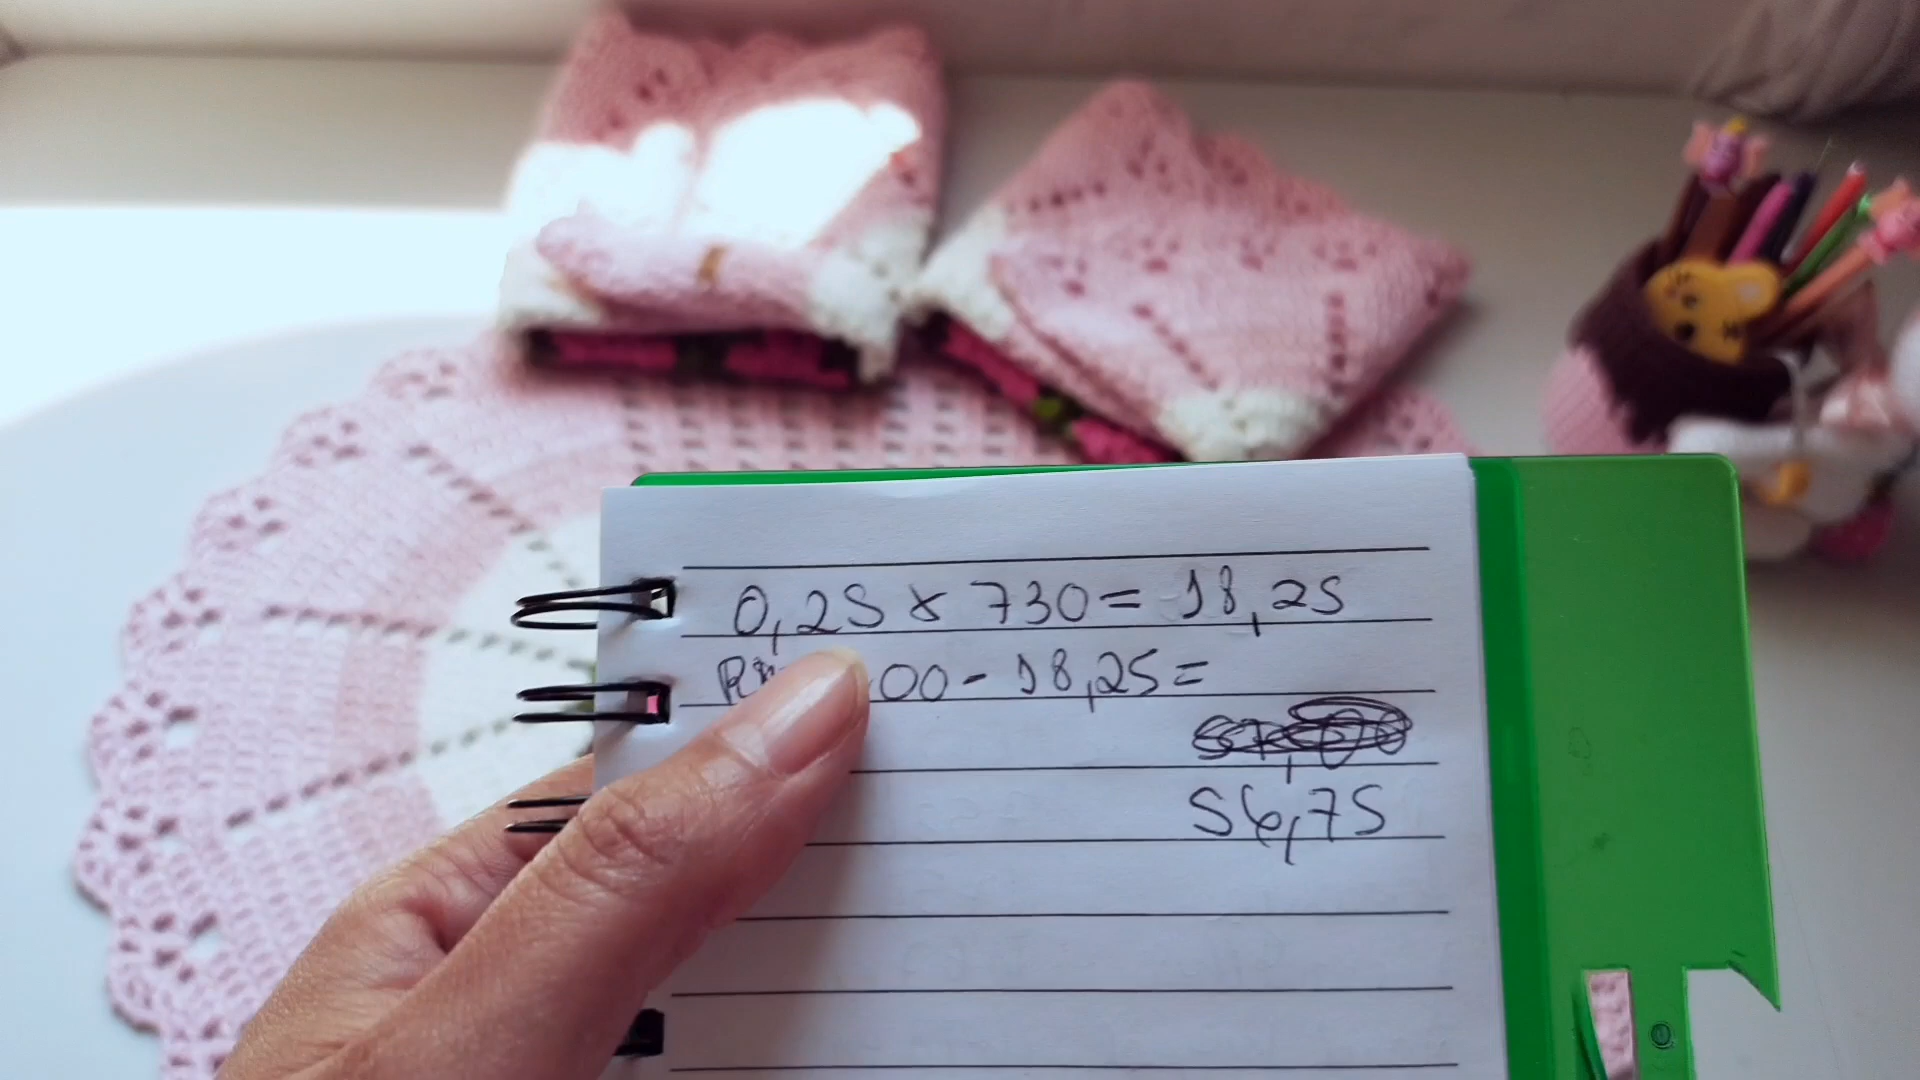 0,25 x 730 = 18,25
00 - 18,25 =
56,75